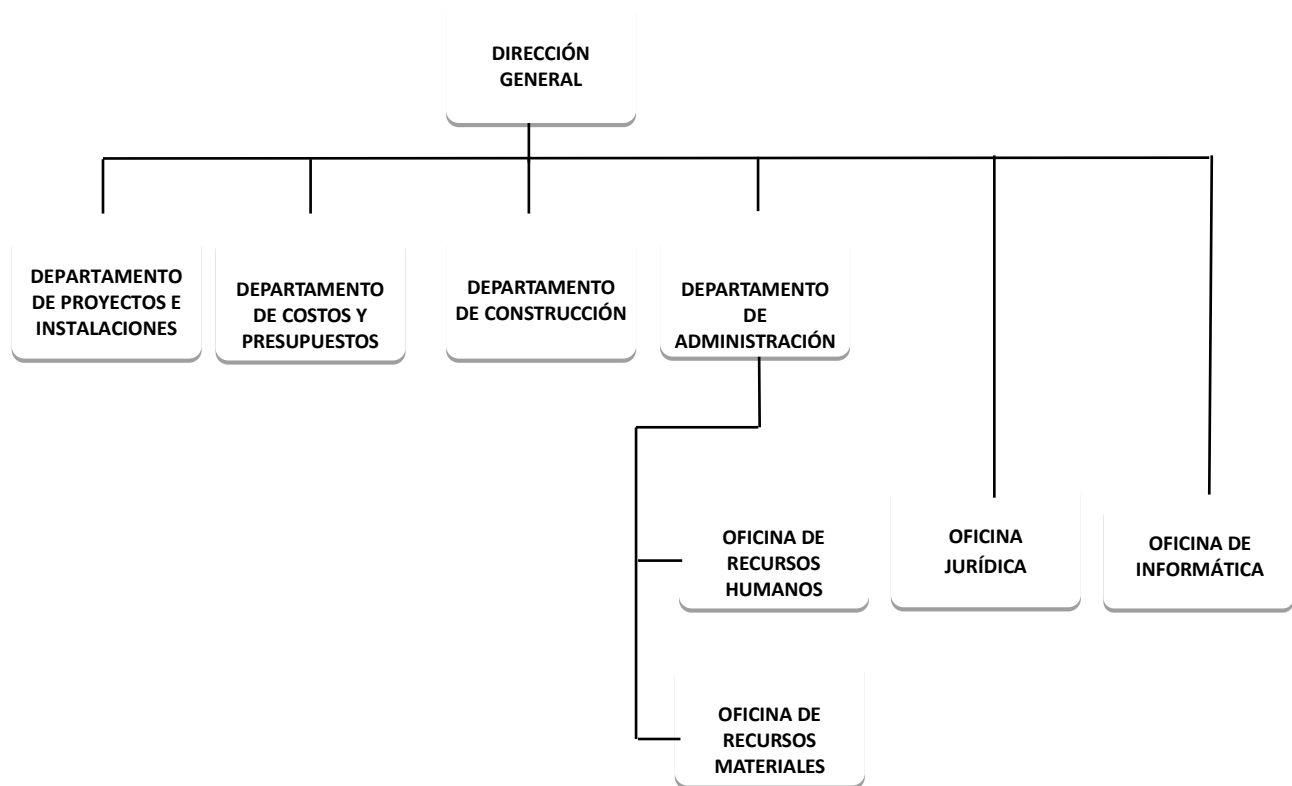 DIRECCIÓN
GENERAL
DEPARTAMENTO
DE PROYECTOS E
INSTALACIONES
DEPARTAMENTO
DE COSTOS Y
PRESUPUESTOS
DEPARTAMENTO
DE CONSTRUCCIÓN
DEPARTAMENTO
DE
ADMINISTRACIÓN
OFICINA DE
RECURSOS
HUMANOS
OFICINA
JURÍDICA
OFICINA DE
INFORMÁTICA
OFICINA DE
RECURSOS
MATERIALES